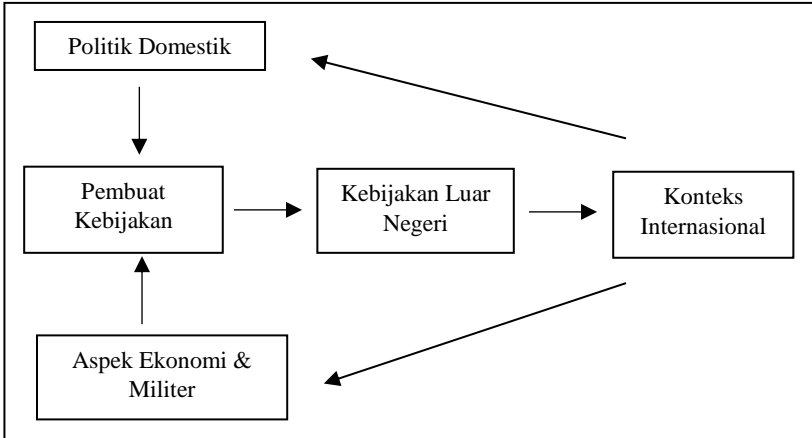 Politik Domestik
Pembuat
Kebijakan
Kebijakan Luar
Negeri
Konteks
Internasional
Aspek Ekonomi &
Militer